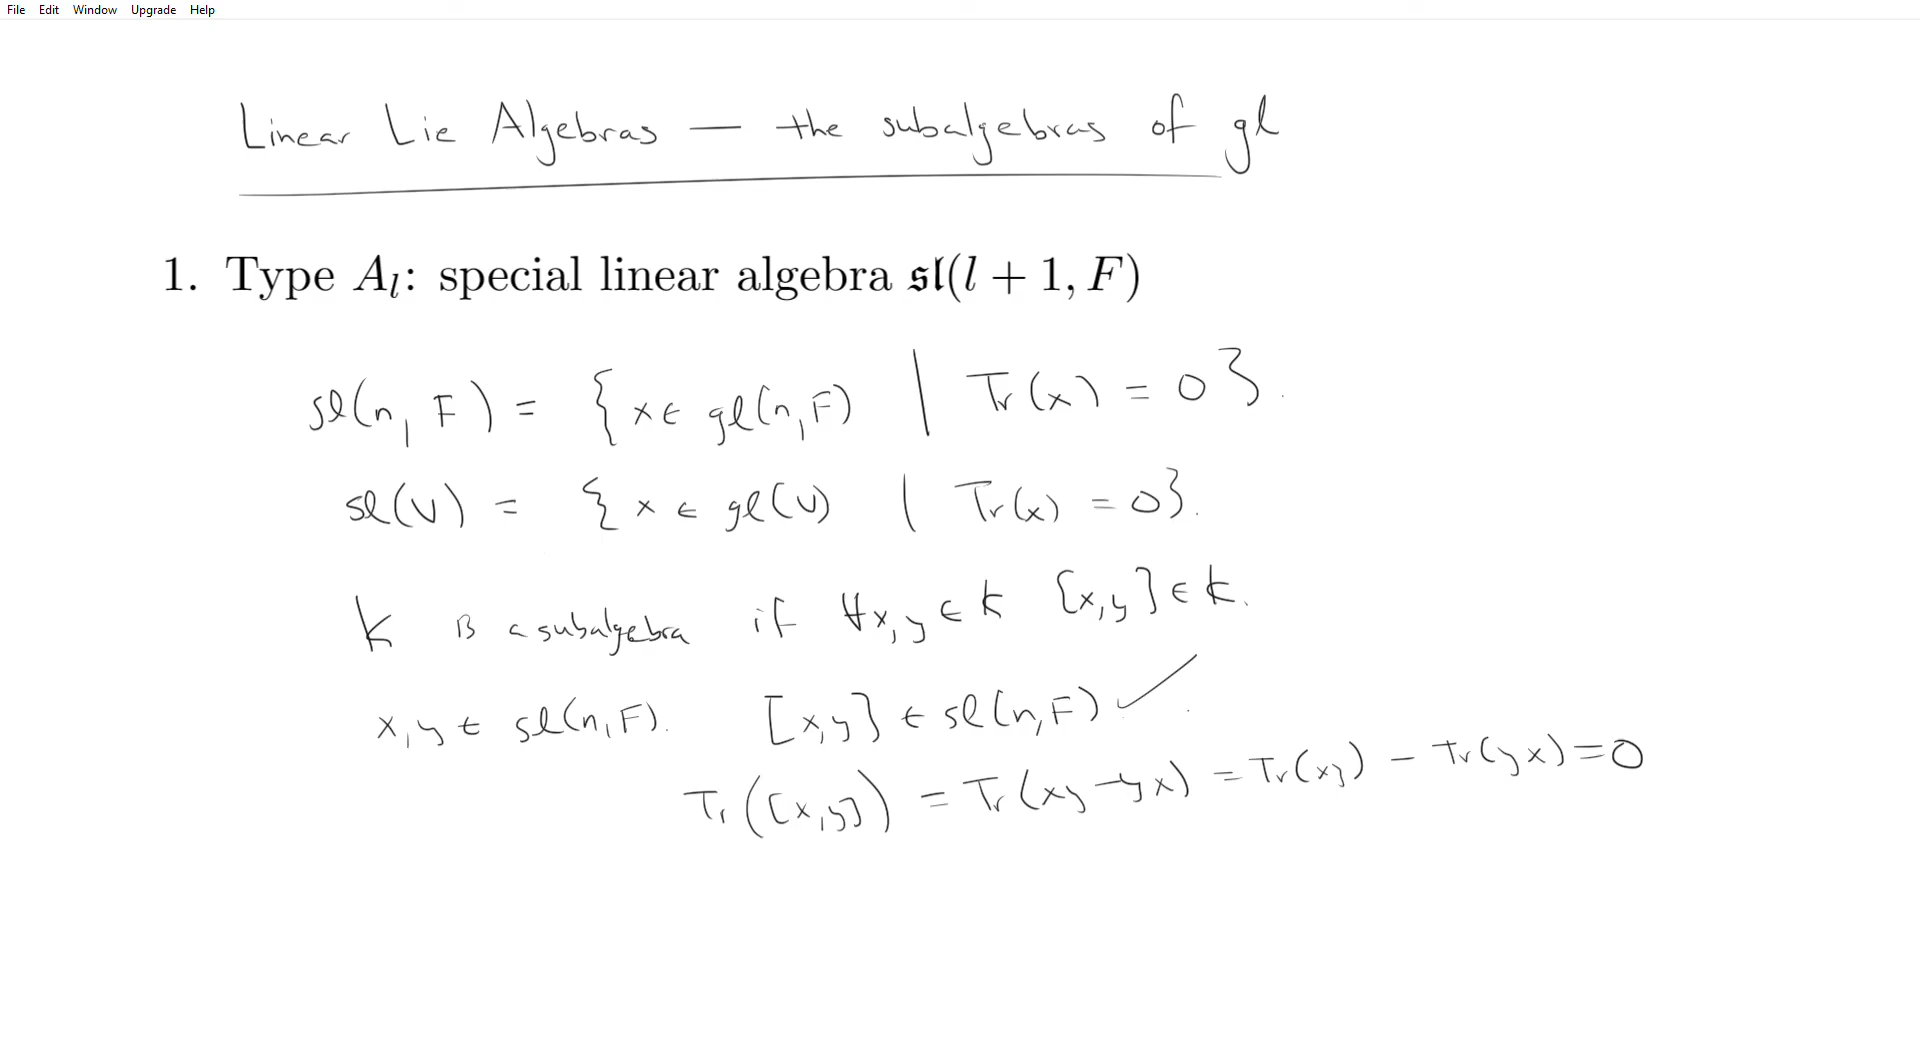 File Edit Window Upgrade Help
Linear Lie Algebras — the subalgebras of gl
1. Type A_l: special linear algebra 𝔰𝔩(l + 1, F)
sl(n, F) = { x ∈ gl(n, F) | Tr(x) = 0 }.
sl(V) = { x ∈ gl(V) | Tr(x) = 0 }.
K is a subalgebra if ∀x, y ∈ K [x, y] ∈ K.
x, y ∈ sl(n, F). [x, y] ∈ sl(n, F) ✓
Tr([x, y]) = Tr(xy - yx) = Tr(xy) - Tr(yx) = 0